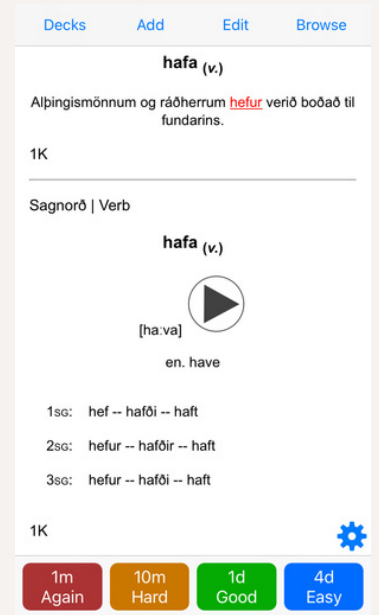 Decks Add Edit Browse
hafa (v.)
Alþingismönnum og ráðherrum hefur verið boðað til
fundarins.
1K
Sagnorð | Verb
hafa (v.)
[haːva]
en. have
1SG: hef -- hafði -- haft
2SG: hefur -- hafðir -- haft
3SG: hefur -- hafði -- haft
1K
1m 10m 1d 4d
Again Hard Good Easy